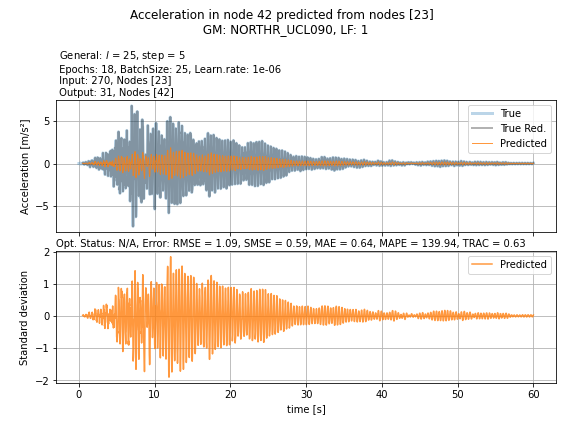 Acceleration in node 42 predicted from nodes [23]
GM: NORTHR_UCL090, LF: 1
General: l = 25, step = 5
Epochs: 18, BatchSize: 25, Learn.rate: 1e-06
Input: 270, Nodes [23]
Output: 31, Nodes [42]
True
True Red.
Predicted
5
0
−5
Acceleration [m/s²]
Opt. Status: N/A, Error: RMSE = 1.09, SMSE = 0.59, MAE = 0.64, MAPE = 139.94, TRAC = 0.63
Predicted
2
1
0
−1
−2
Standard deviation
0 10 20 30 40 50 60
time [s]